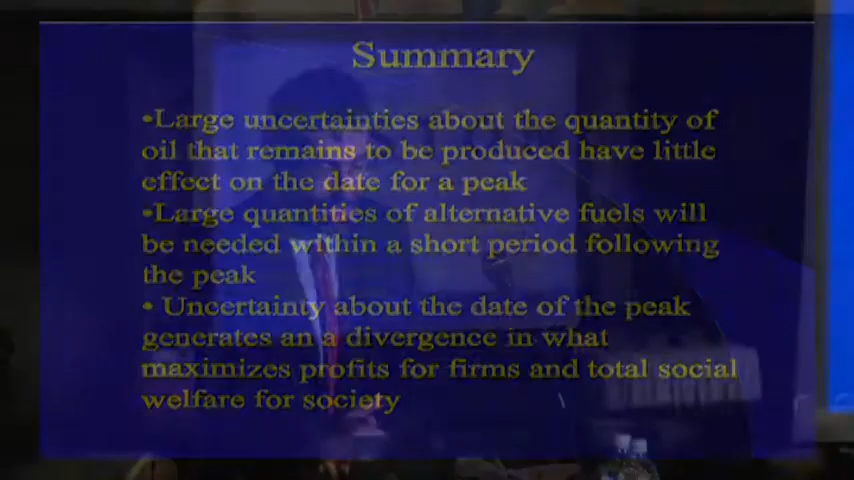 Summary
•Large uncertainties about the quantity of
oil that remains to be produced have little
effect on the date for a peak
•Large quantities of alternative fuels will
be needed within a short period following
the peak
• Uncertainty about the date of the peak
generates an a divergence in what
maximizes profits for firms and total social
welfare for society